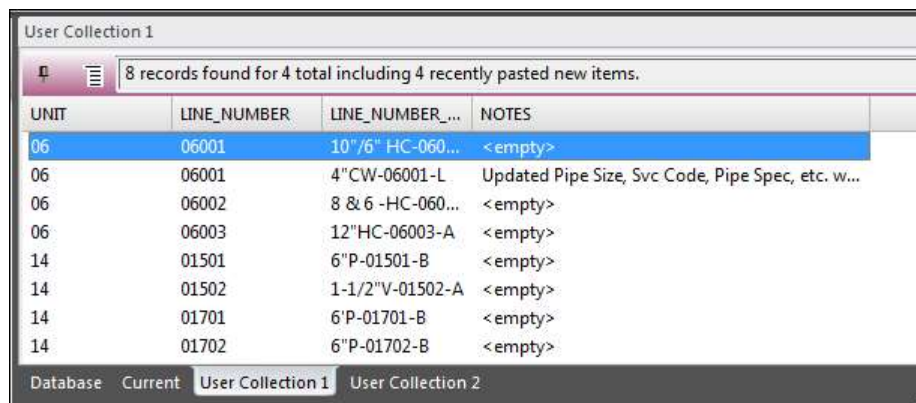 User Collection 1
8 records found for 4 total including 4 recently pasted new items.
UNIT LINE_NUMBER LINE_NUMBER_... NOTES
06 06001 10"/6" HC-060... <empty>
06 06001 4"CW-06001-L Updated Pipe Size, Svc Code, Pipe Spec, etc. w...
06 06002 8 & 6 -HC-060... <empty>
06 06003 12"HC-06003-A <empty>
14 01501 6"P-01501-B <empty>
14 01502 1-1/2"V-01502-A <empty>
14 01701 6'P-01701-B <empty>
14 01702 6"P-01702-B <empty>
Database Current User Collection 1 User Collection 2